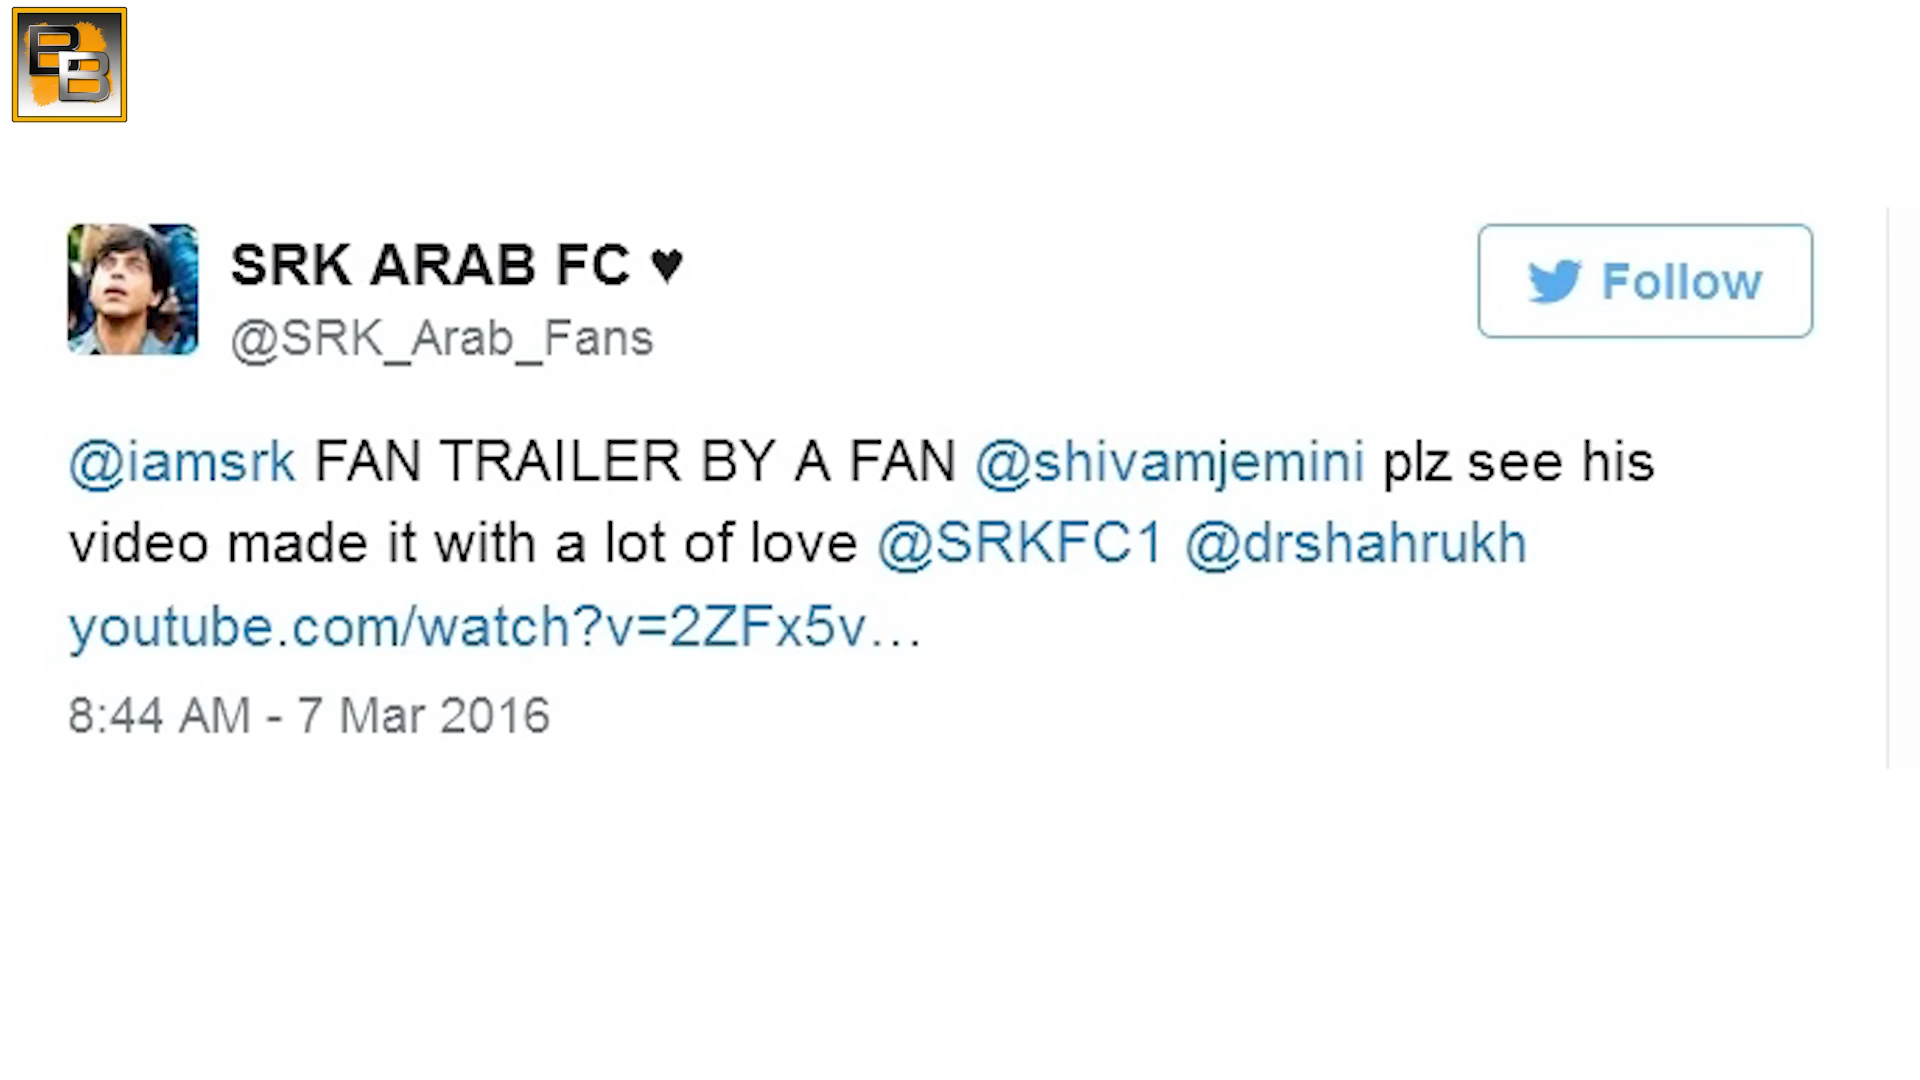 BB
SRK ARAB FC ♥
@SRK_Arab_Fans
Follow
@iamsrk FAN TRAILER BY A FAN @shivamjemini plz see his
video made it with a lot of love @SRKFC1 @drshahrukh
youtube.com/watch?v=2ZFx5v…
8:44 AM - 7 Mar 2016